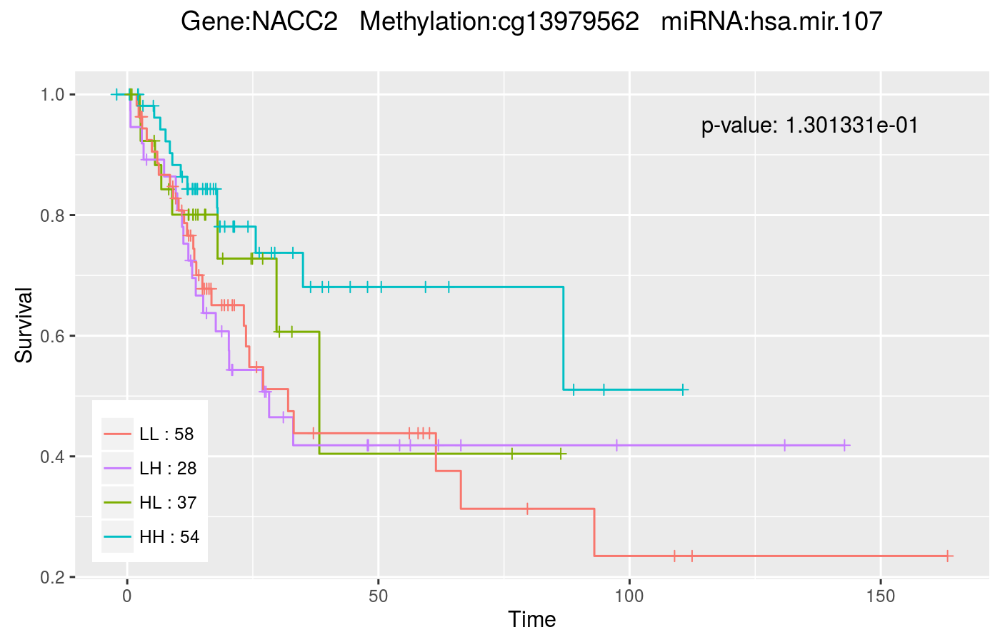 Gene:NACC2   Methylation:cg13979562   miRNA:hsa.mir.107
p-value: 1.301331e-01
1.0
0.8
0.6
0.4
0.2
Survival
LL : 58
LH : 28
HL : 37
HH : 54
0 50 100 150
Time